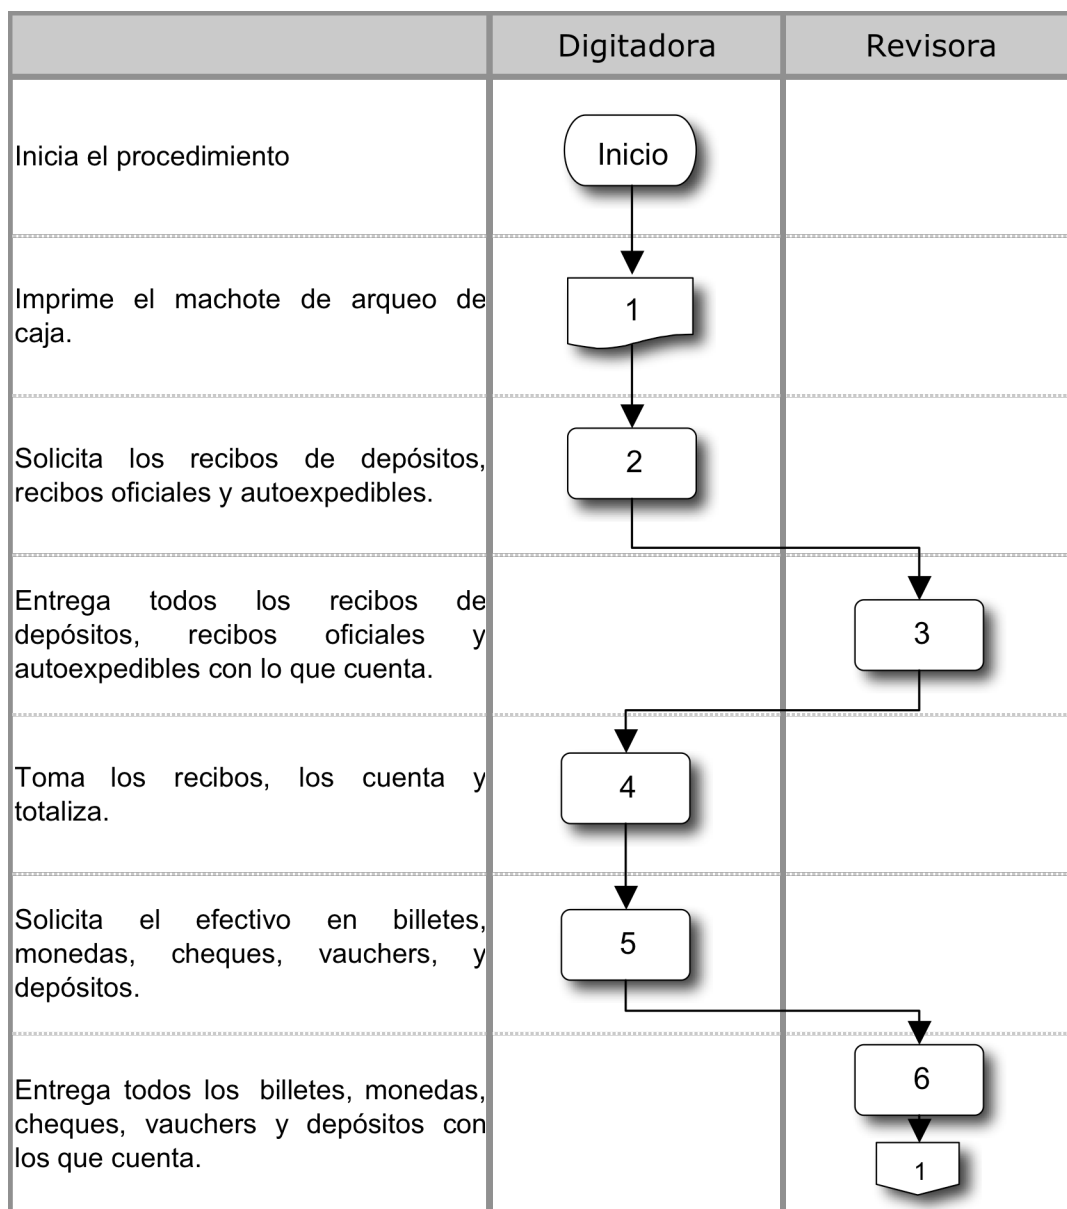 Digitadora
Revisora
Inicia el procedimiento
Inicio
Imprime el machote de arqueo de
caja.
1
Solicita los recibos de depósitos,
recibos oficiales y autoexpedibles.
2
Entrega todos los recibos de
depósitos, recibos oficiales y
autoexpedibles con lo que cuenta.
3
Toma los recibos, los cuenta y
totaliza.
4
Solicita el efectivo en billetes,
monedas, cheques, vauchers, y
depósitos.
5
Entrega todos los billetes, monedas,
cheques, vauchers y depósitos con
los que cuenta.
6
1